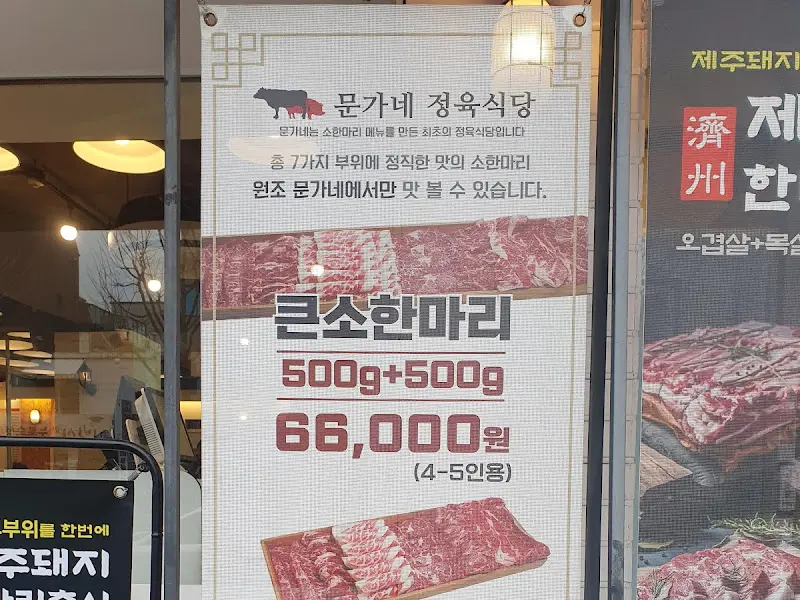 문가네 정육식당
문가네는 소한마리 메뉴를 만든 최초의 정육식당입니다
총 7가지 부위에 정직한 맛의 소한마리
원조 문가네에서만 맛 볼 수 있습니다.
큰소한마리
500g+500g
66,000원
(4-5인용)
제주돼지
濟州
제
한
오겹살+목살
부위를 한번에
주돼지